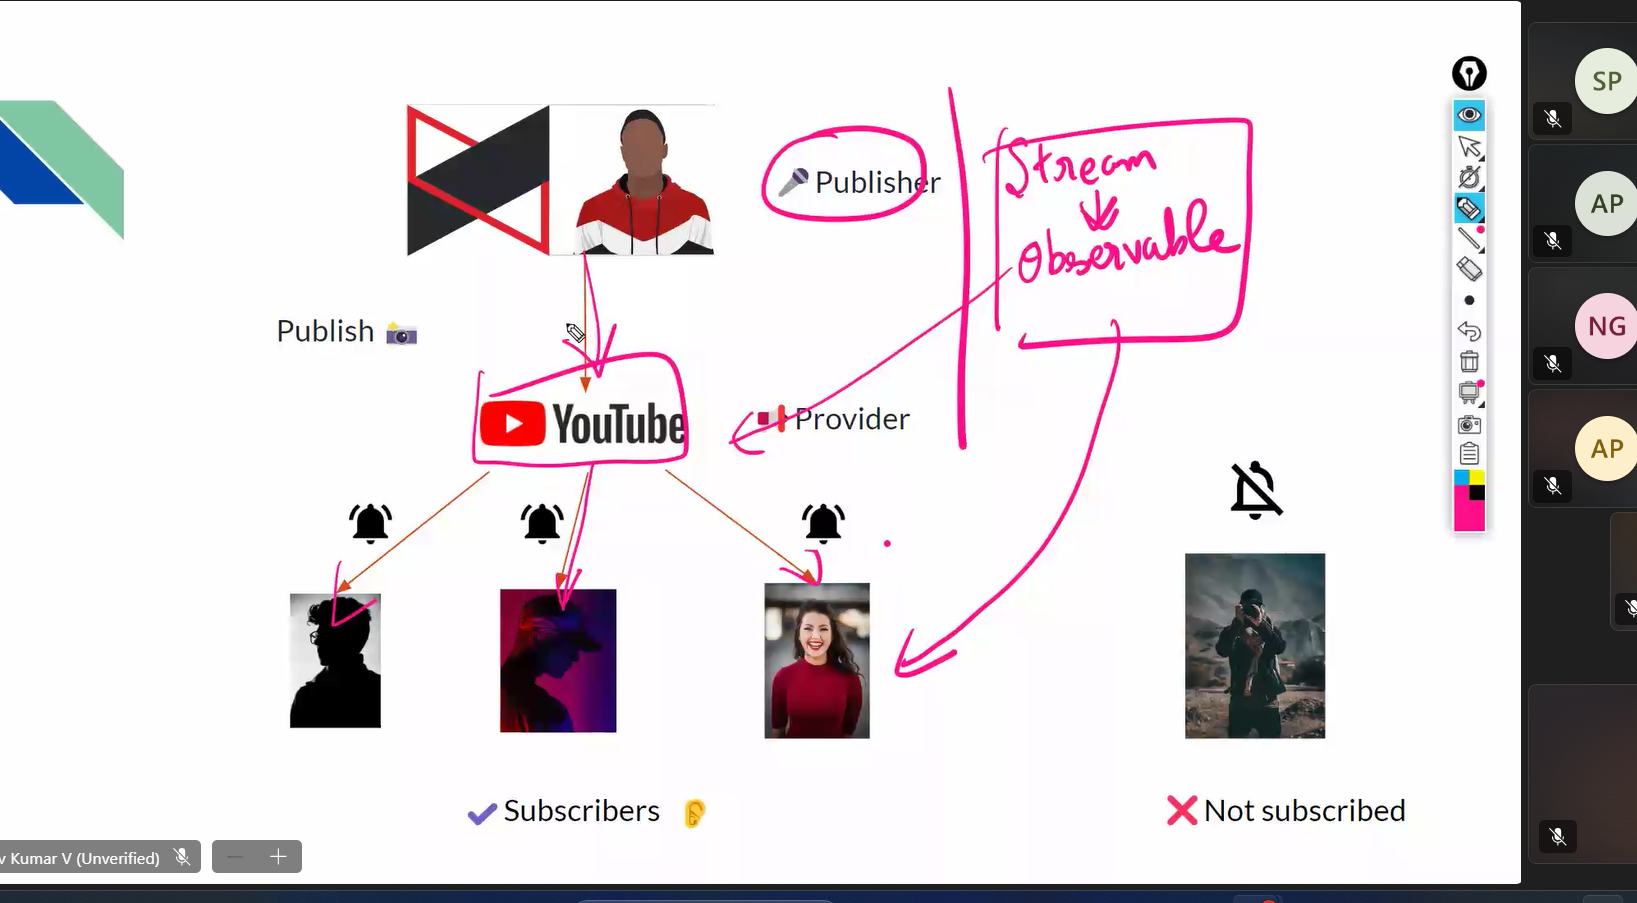 SP
Publisher
Stream
AP
Observable
Publish
NG
YouTube
Provider
AP
Subscribers
Not subscribed
v Kumar V (Unverified)